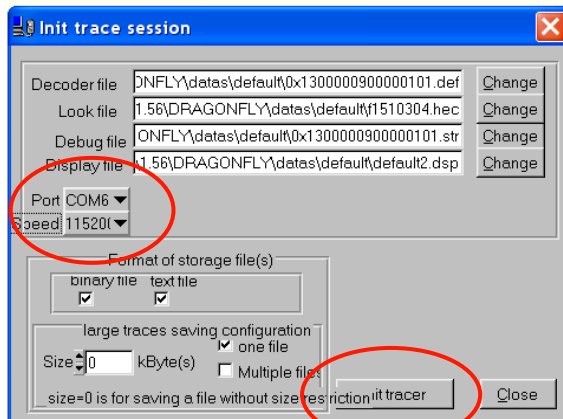 Init trace session
Decoder file ONFLY\datas\default\0x1300000900000101.def Change
Look file 1.56\DRAGONFLY\datas\default\f1510304.hec Change
Debug file ONFLY\datas\default\0x1300000900000101.str Change
Display file 1.56\DRAGONFLY\datas\default\default2.dsp Change
Port COM6
Speed 11520(
Format of storage file(s)
binary file text file
large traces saving configuration
one file
Size 0 kByte(s)
Multiple files
size=0 is for saving a file without size restriction
it tracer Close